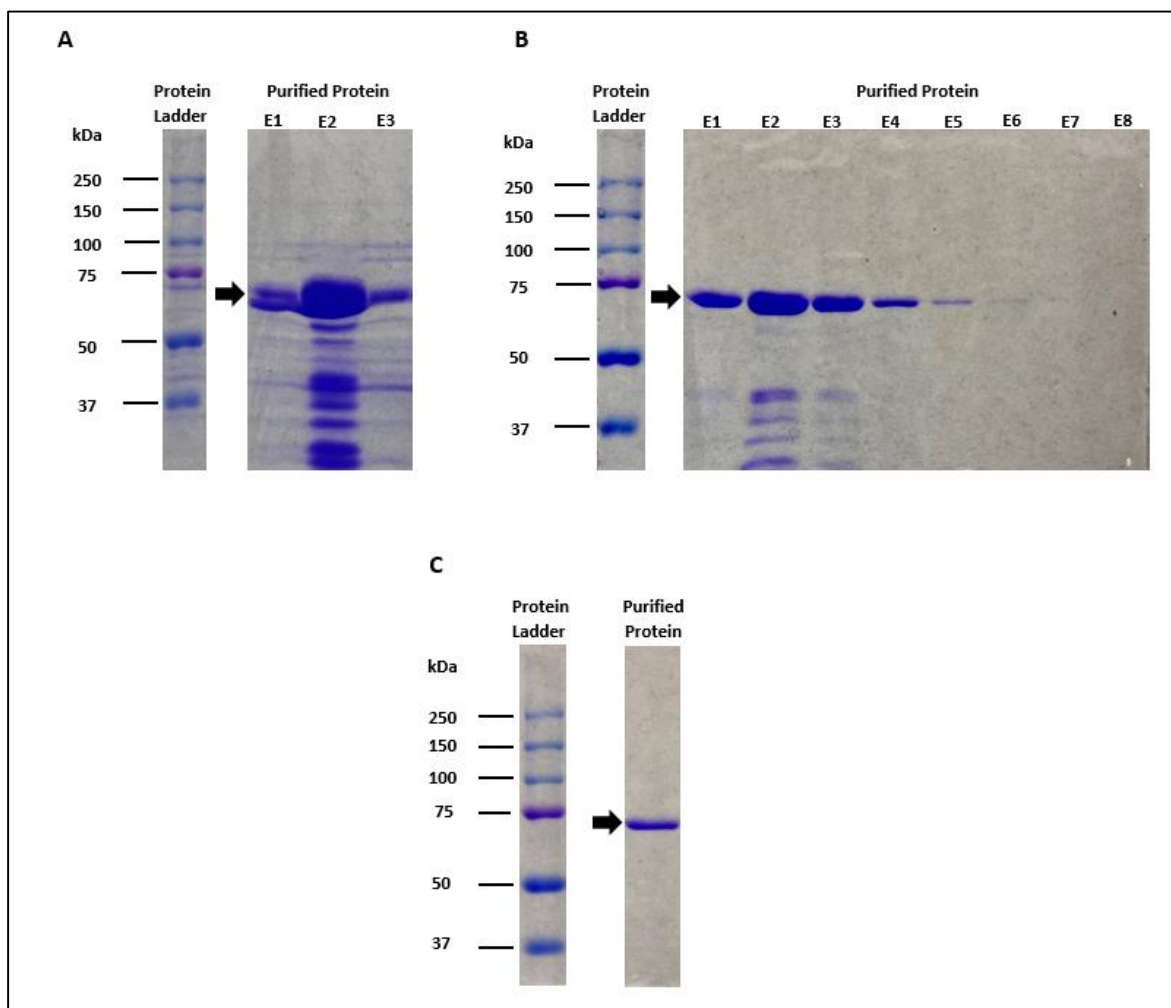 A
Protein Ladder
Purified Protein
kDa
E1 E2 E3
250
150
100
75
50
37
B
Protein Ladder
Purified Protein
kDa
E1 E2 E3 E4 E5 E6 E7 E8
250
150
100
75
50
37
C
Protein Ladder
Purified Protein
kDa
250
150
100
75
50
37